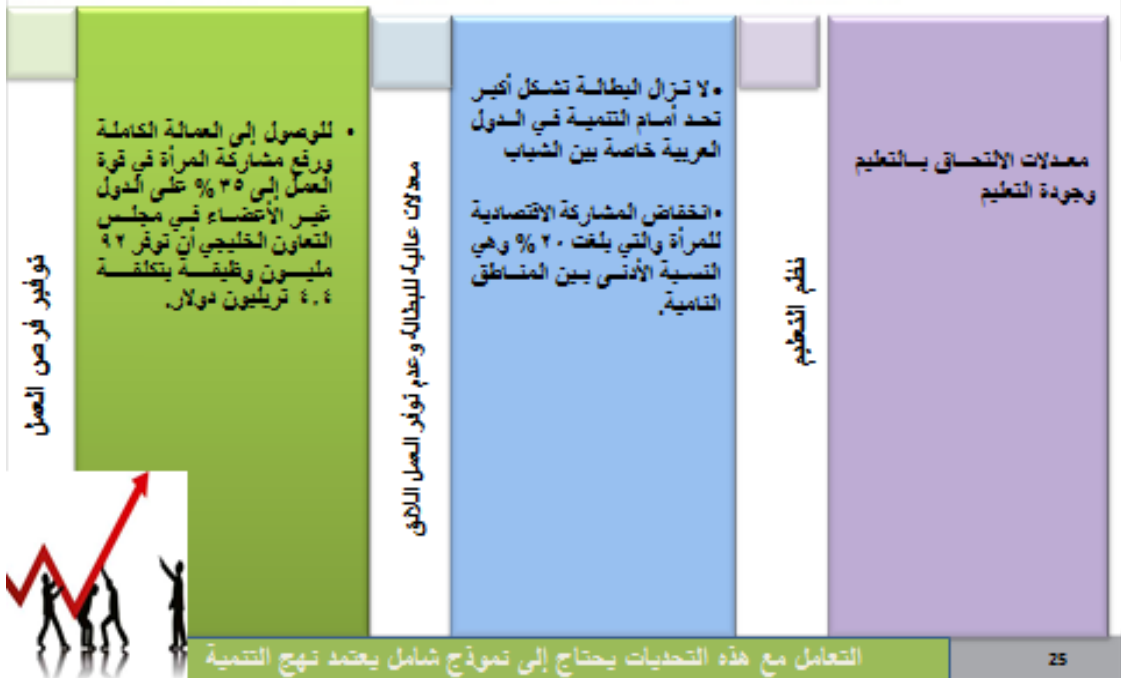 نظم التعليم
معدلات الالتحاق بالتعليم
وجودة التعليم
معدلات عالية للبطالة وعدم توفر العمل اللائق
•لا تزال البطالة تشكل أكبر
تحد أمام التنمية في الدول
العربية خاصة بين الشباب
•انخفاض المشاركة الاقتصادية
للمرأة والتي بلغت ٢٠ % وهي
النسبة الأدنى بين المناطق
النامية.
توفير فرص العمل
• للوصول إلى العمالة الكاملة
ورفع مشاركة المرأة في قوة
العمل إلى ٣٥ % على الدول
غير الأعضاء في مجلس
التعاون الخليجي أن توفر ٩٢
مليون وظيفة بتكلفة
٤.٤ تريليون دولار.
التعامل مع هذه التحديات يحتاج إلى نموذج شامل يعتمد نهج التنمية
25